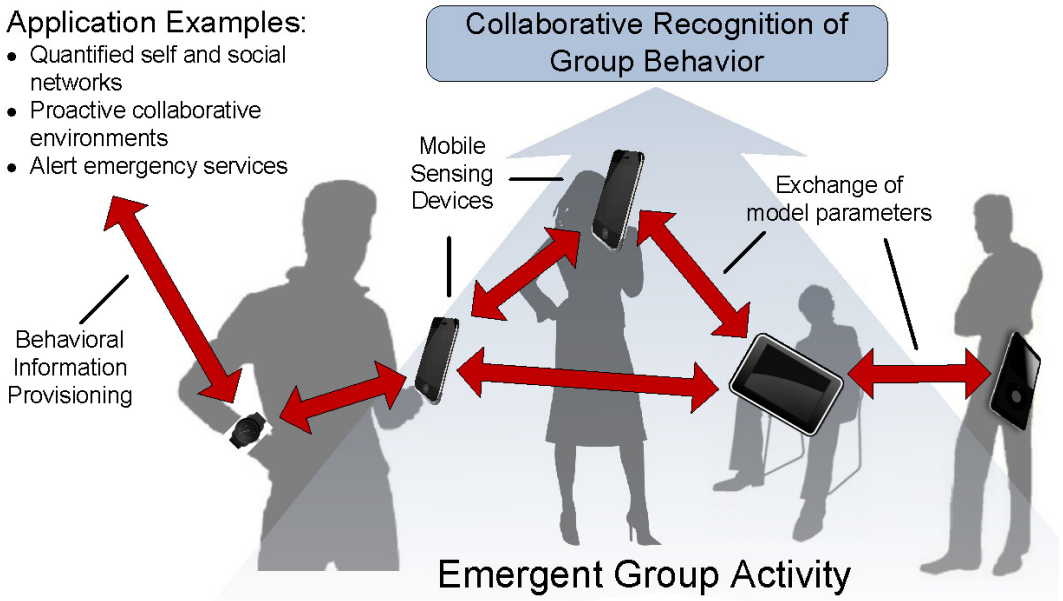 Application Examples:
• Quantified self and social
networks
• Proactive collaborative
environments
• Alert emergency services
Collaborative Recognition of
Group Behavior
Mobile
Sensing
Devices
Exchange of
model parameters
Behavioral
Information
Provisioning
Emergent Group Activity